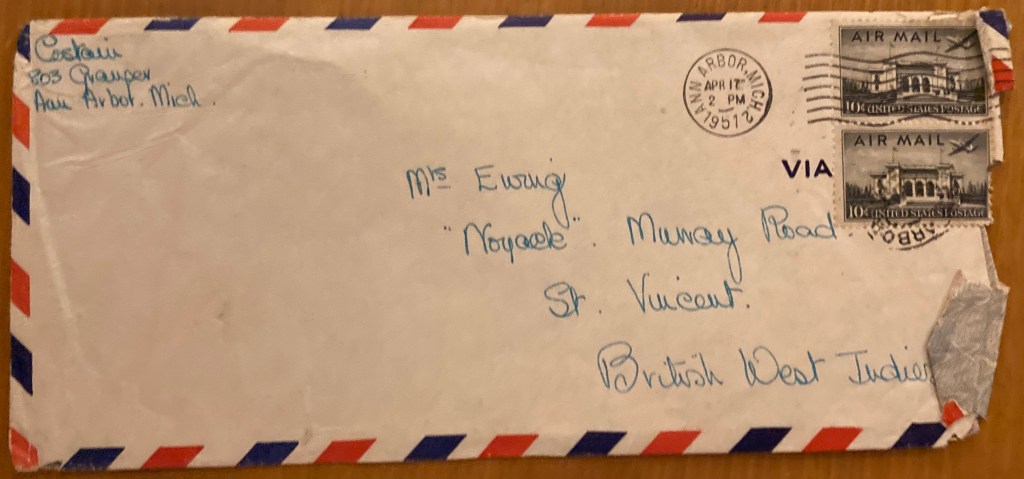 Costain
803 Granger
Ann Arbor. Mich.
ANN ARBOR, MICH.
APR 17
2 PM
1951
AIR MAIL
10¢ UNITED STATES POSTAGE
AIR MAIL
10¢ UNITED STATES POSTAGE
VIA
ARBOR
Mrs Ewing
"Noyack". Murray Road
St. Vincent.
British West Indies